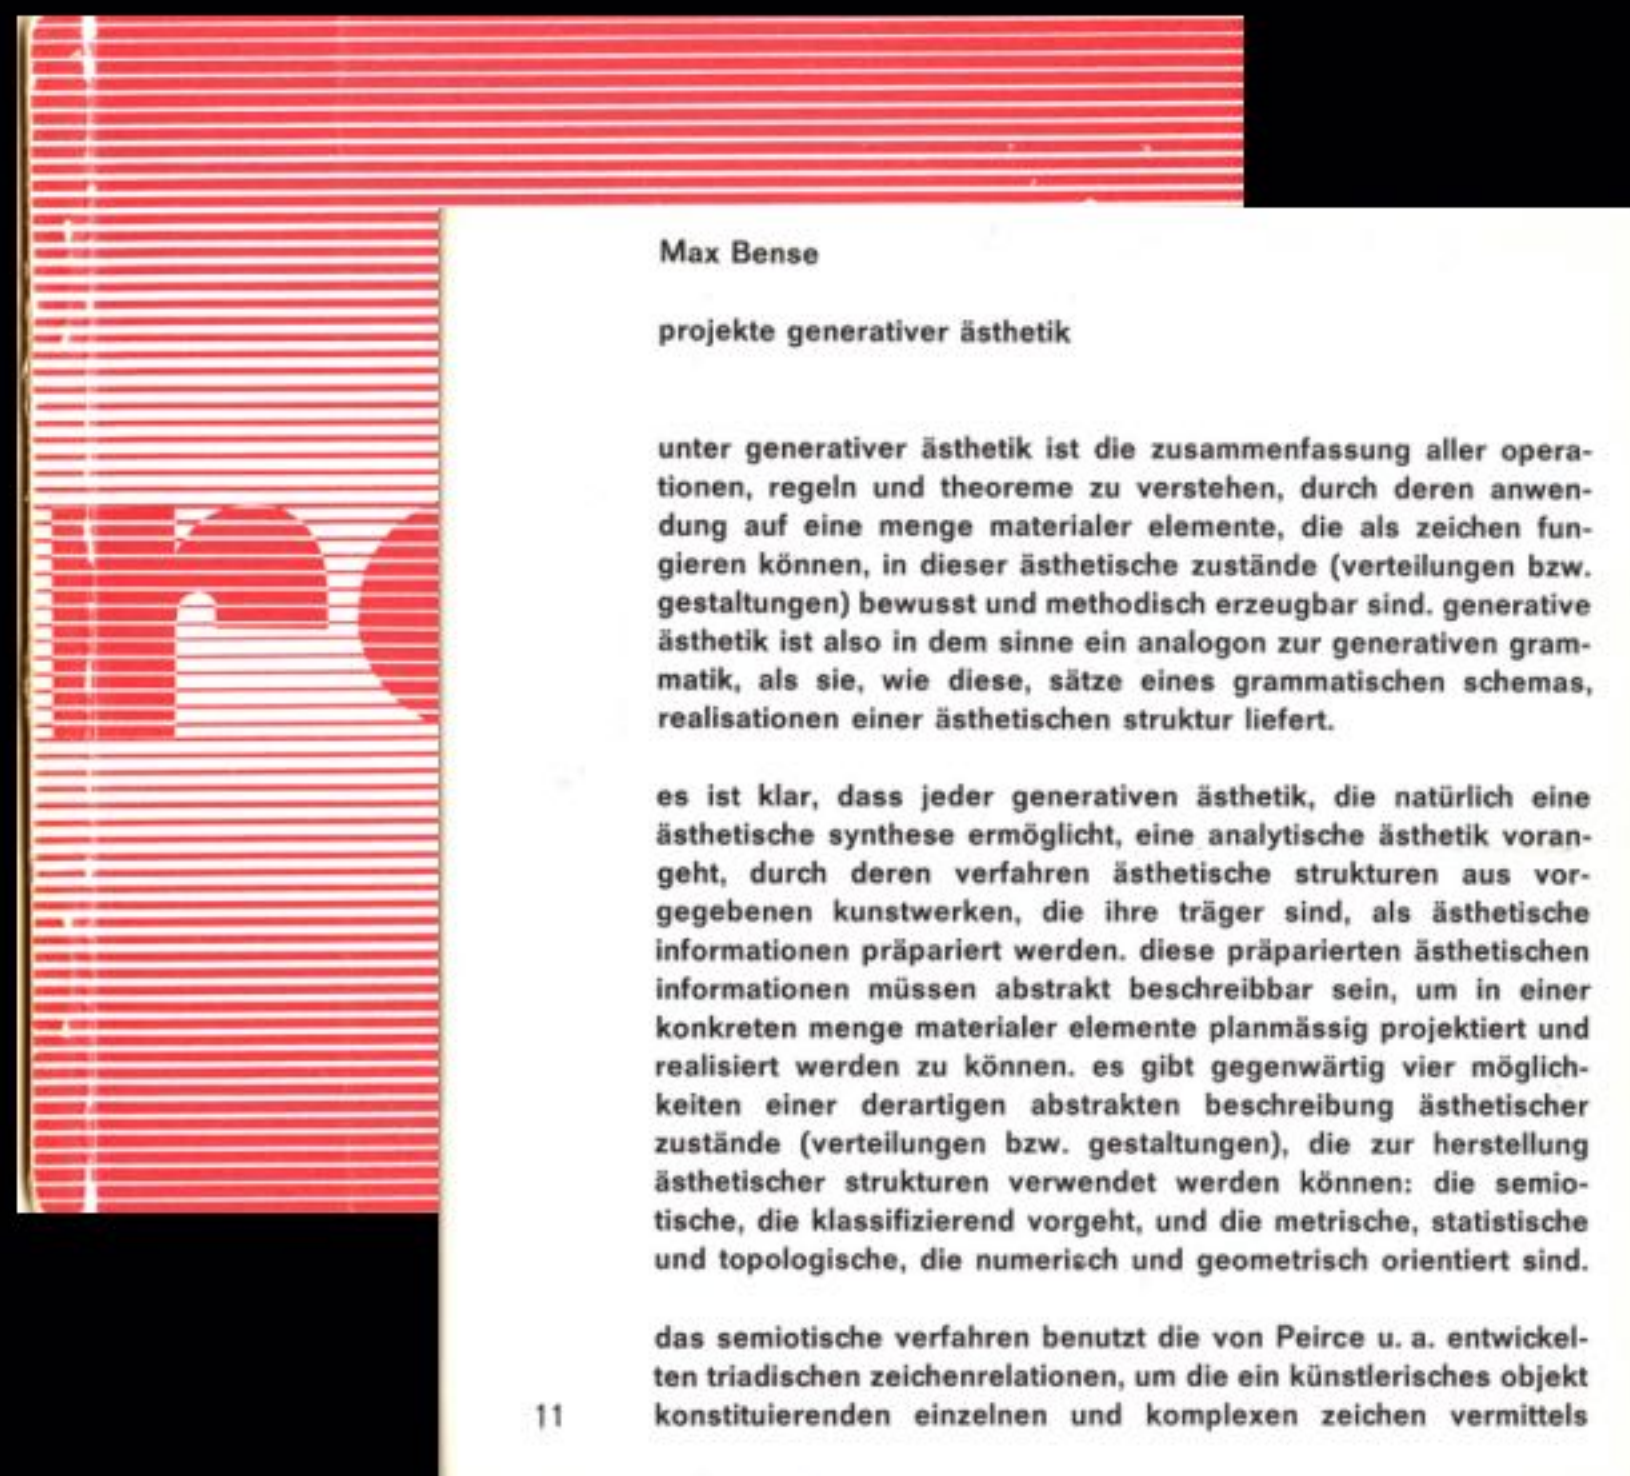 ro
Max Bense
projekte generativer ästhetik
unter generativer ästhetik ist die zusammenfassung aller opera-
tionen, regeln und theoreme zu verstehen, durch deren anwen-
dung auf eine menge materialer elemente, die als zeichen fun-
gieren können, in dieser ästhetische zustände (verteilungen bzw.
gestaltungen) bewusst und methodisch erzeugbar sind. generative
ästhetik ist also in dem sinne ein analogon zur generativen gram-
matik, als sie, wie diese, sätze eines grammatischen schemas,
realisationen einer ästhetischen struktur liefert.
es ist klar, dass jeder generativen ästhetik, die natürlich eine
ästhetische synthese ermöglicht, eine analytische ästhetik voran-
geht, durch deren verfahren ästhetische strukturen aus vor-
gegebenen kunstwerken, die ihre träger sind, als ästhetische
informationen präpariert werden. diese präparierten ästhetischen
informationen müssen abstrakt beschreibbar sein, um in einer
konkreten menge materialer elemente planmässig projektiert und
realisiert werden zu können. es gibt gegenwärtig vier möglich-
keiten einer derartigen abstrakten beschreibung ästhetischer
zustände (verteilungen bzw. gestaltungen), die zur herstellung
ästhetischer strukturen verwendet werden können: die semio-
tische, die klassifizierend vorgeht, und die metrische, statistische
und topologische, die numerisch und geometrisch orientiert sind.
das semiotische verfahren benutzt die von Peirce u. a. entwickel-
ten triadischen zeichenrelationen, um die ein künstlerisches objekt
konstituierenden einzelnen und komplexen zeichen vermittels
11